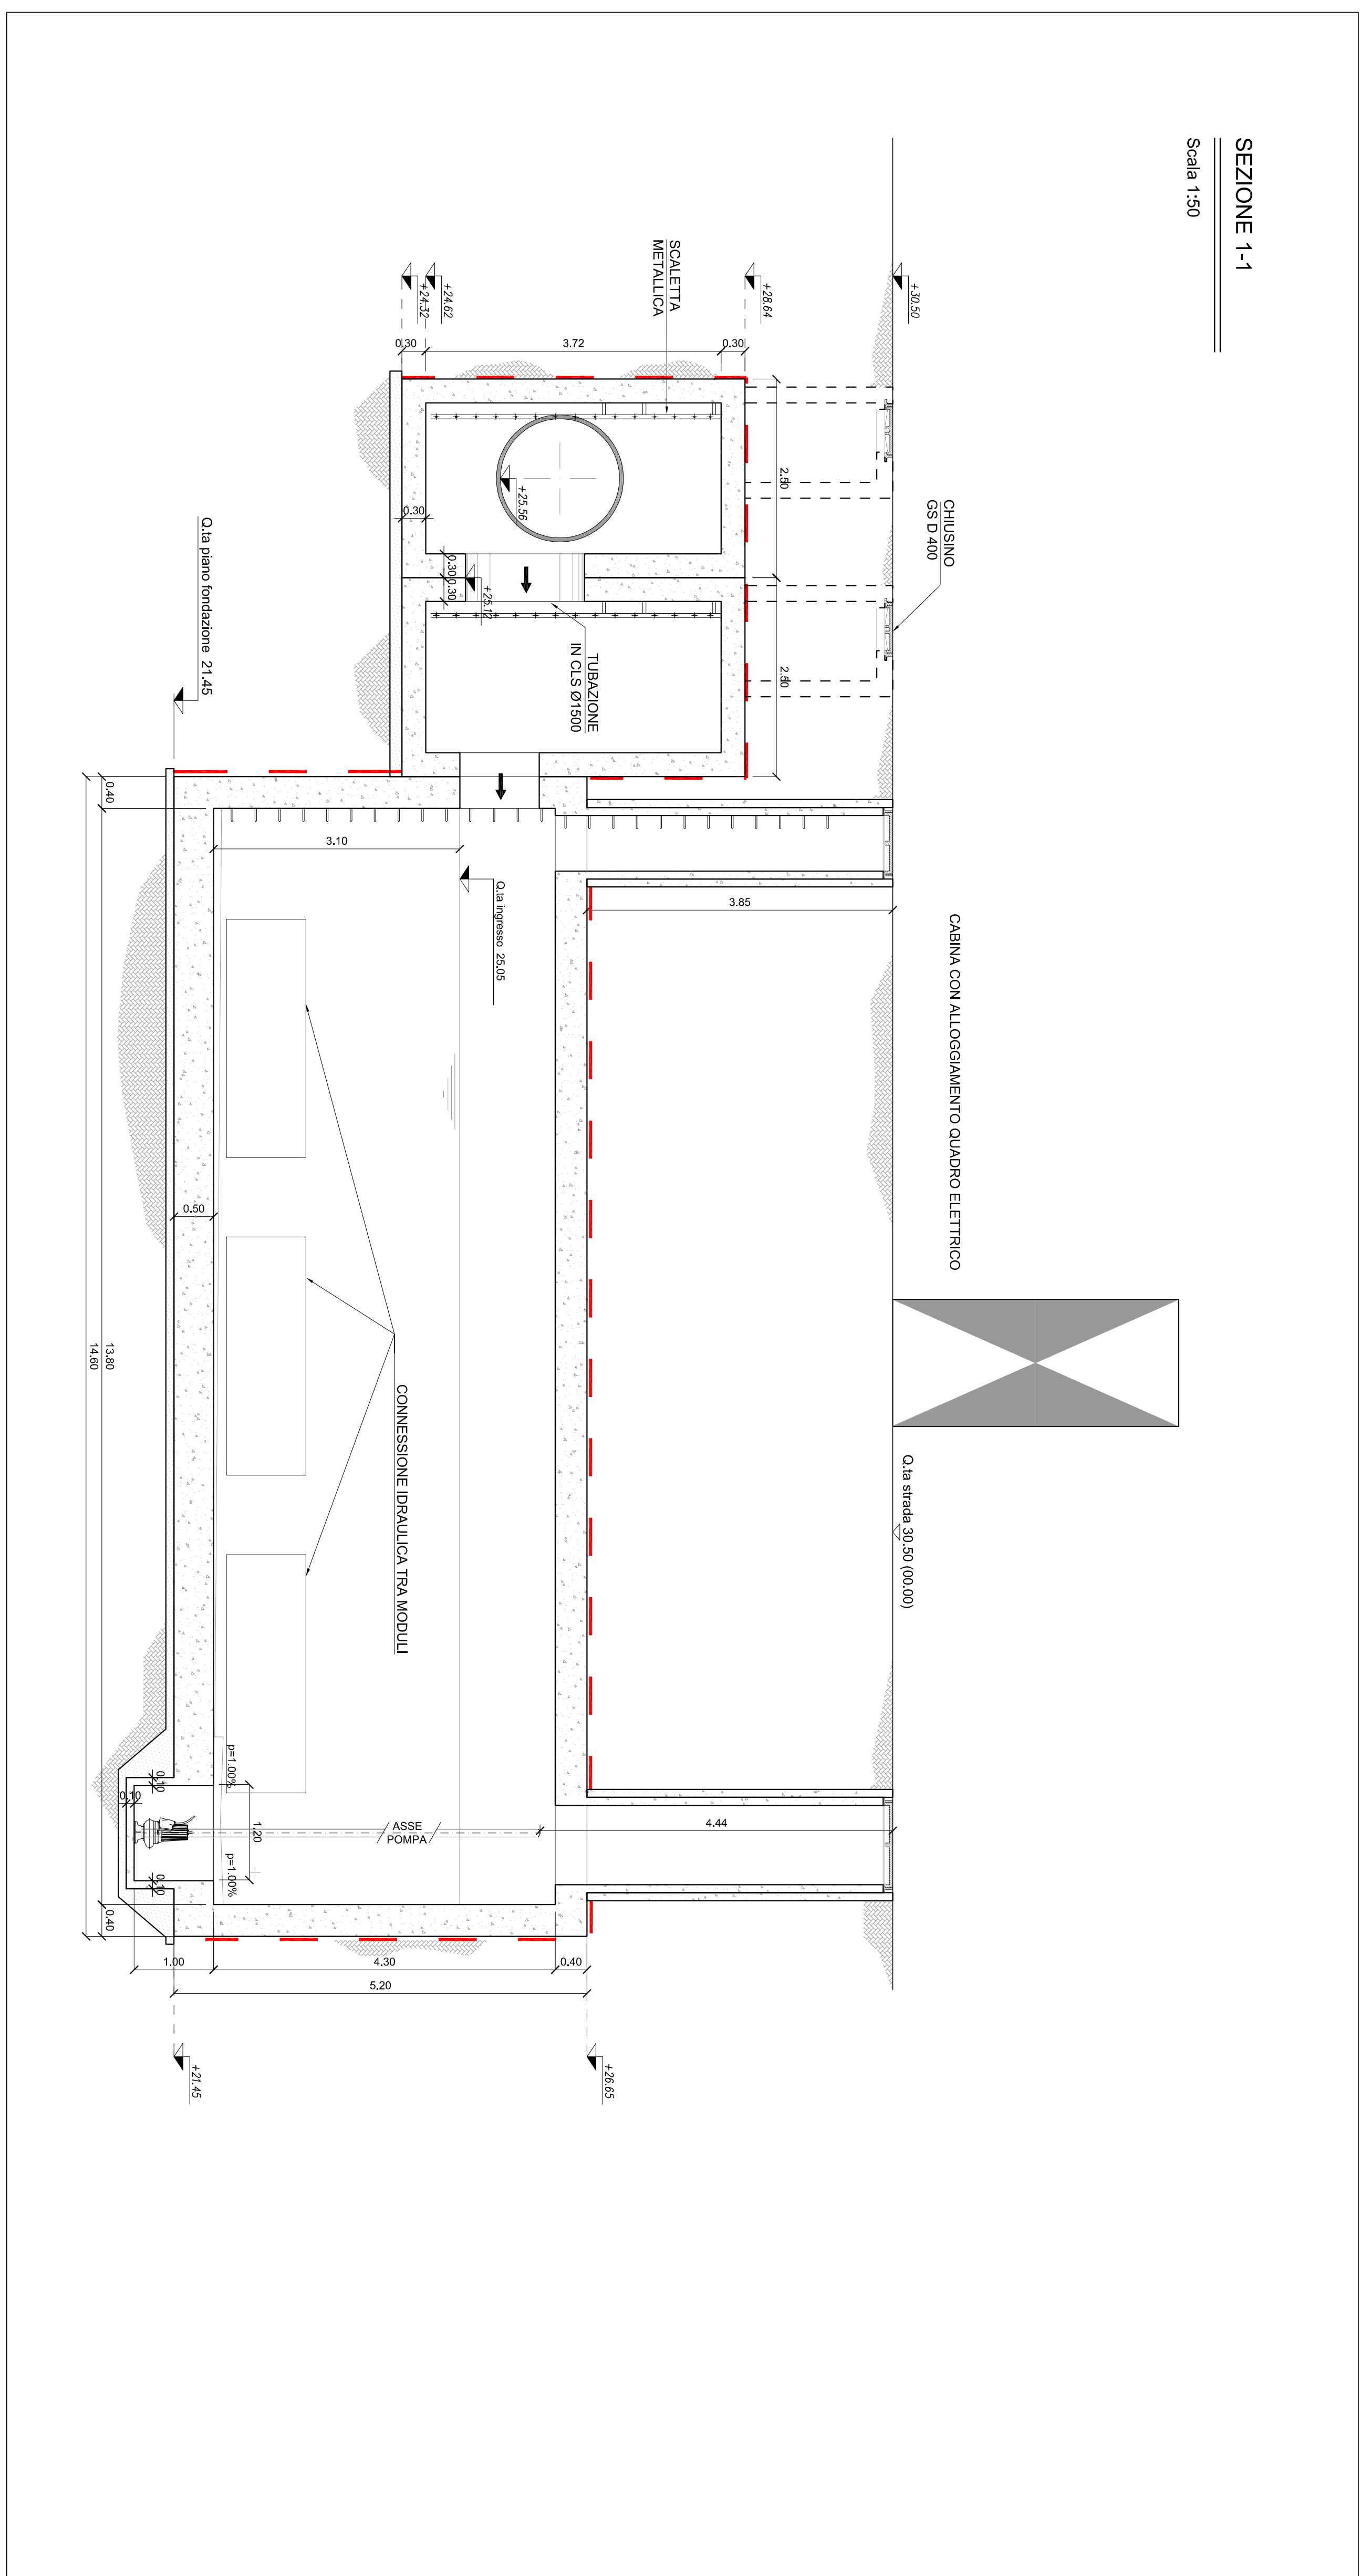 SEZIONE 1-1
Scala 1:50
CABINA CON ALLOGGIAMENTO QUADRO ELETTRICO
Q.ta strada 30.50 (00.00)
CHIUSINO
GS D 400
+30.50
+28.64
SCALETTA
METALLICA
+24.62
+24.32
0.30
3.72
0.30
2.50
2.50
+25.56
0.30
0.30
0.30
+25.12
TUBAZIONE
IN CLS Ø1500
Q.ta piano fondazione 21.45
3.85
3.10
Q.ta ingresso 25.05
0.50
CONNESSIONE IDRAULICA TRA MODULI
4.44
ASSE
POMPA
p=1.00%
1.20
p=1.00%
0.10
0.10
0.10
0.40
13.80
0.40
14.60
1.00
4.30
0.40
5.20
+26.65
+21.45